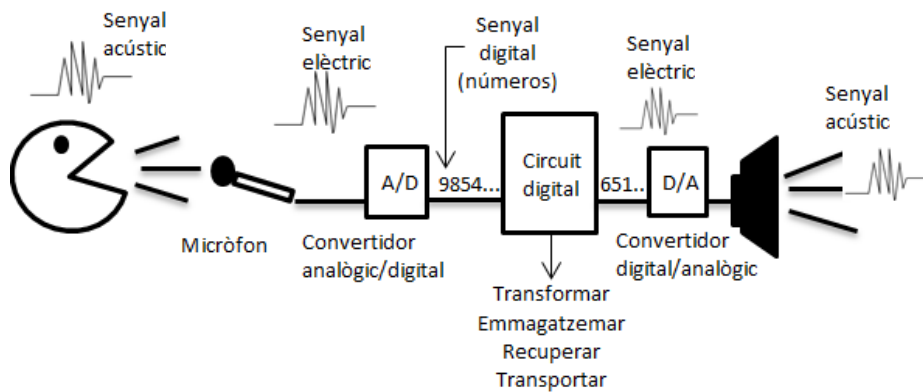 Senyal
acústic
Senyal
elèctric
Senyal
digital
(números)
Senyal
elèctric
Senyal
acústic
A/D
9854...
Circuit
digital
651..
D/A
Micròfon
Convertidor
analògic/digital
Convertidor
digital/analògic
Transformar
Emmagatzemar
Recuperar
Transportar